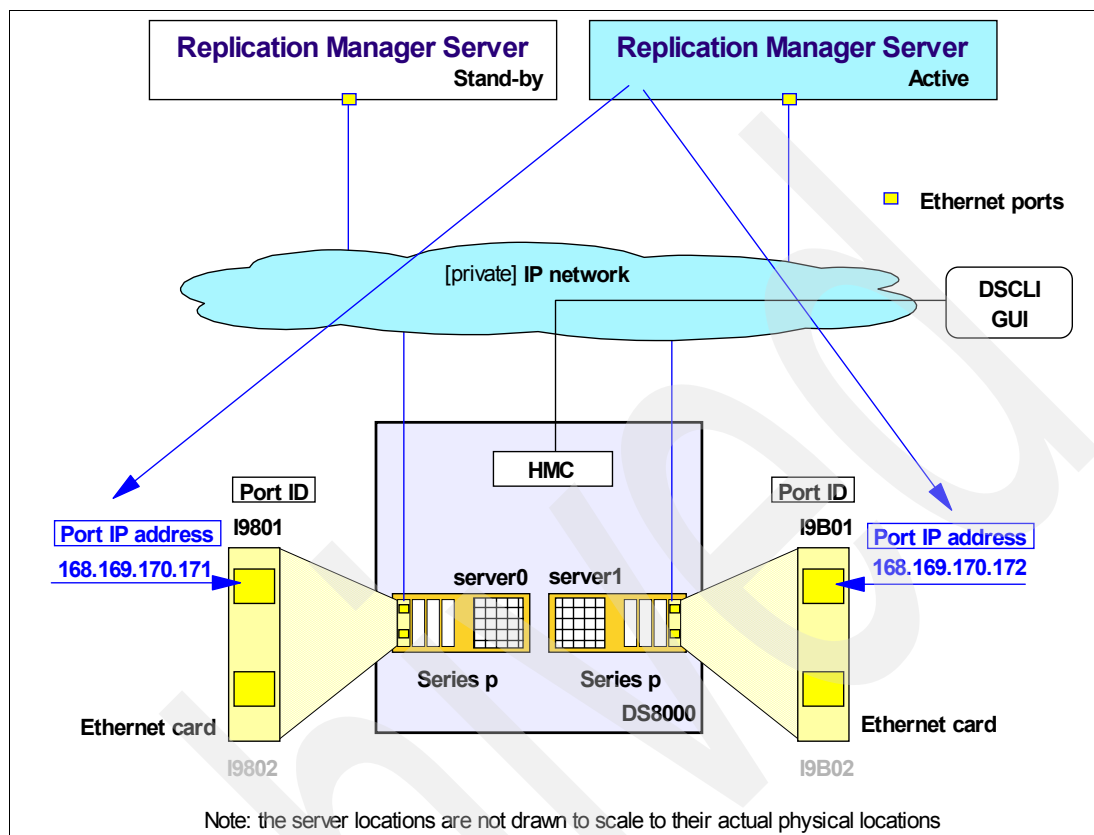 Replication Manager Server
Stand-by
Replication Manager Server
Active
Ethernet ports
[private] IP network
DSCLI
GUI
HMC
Port ID
I9801
Port IP address
168.169.170.171
Port ID
I9B01
Port IP address
168.169.170.172
server0
server1
Series p
Series p
DS8000
Ethernet card
I9802
Ethernet card
I9B02
Note: the server locations are not drawn to scale to their actual physical locations